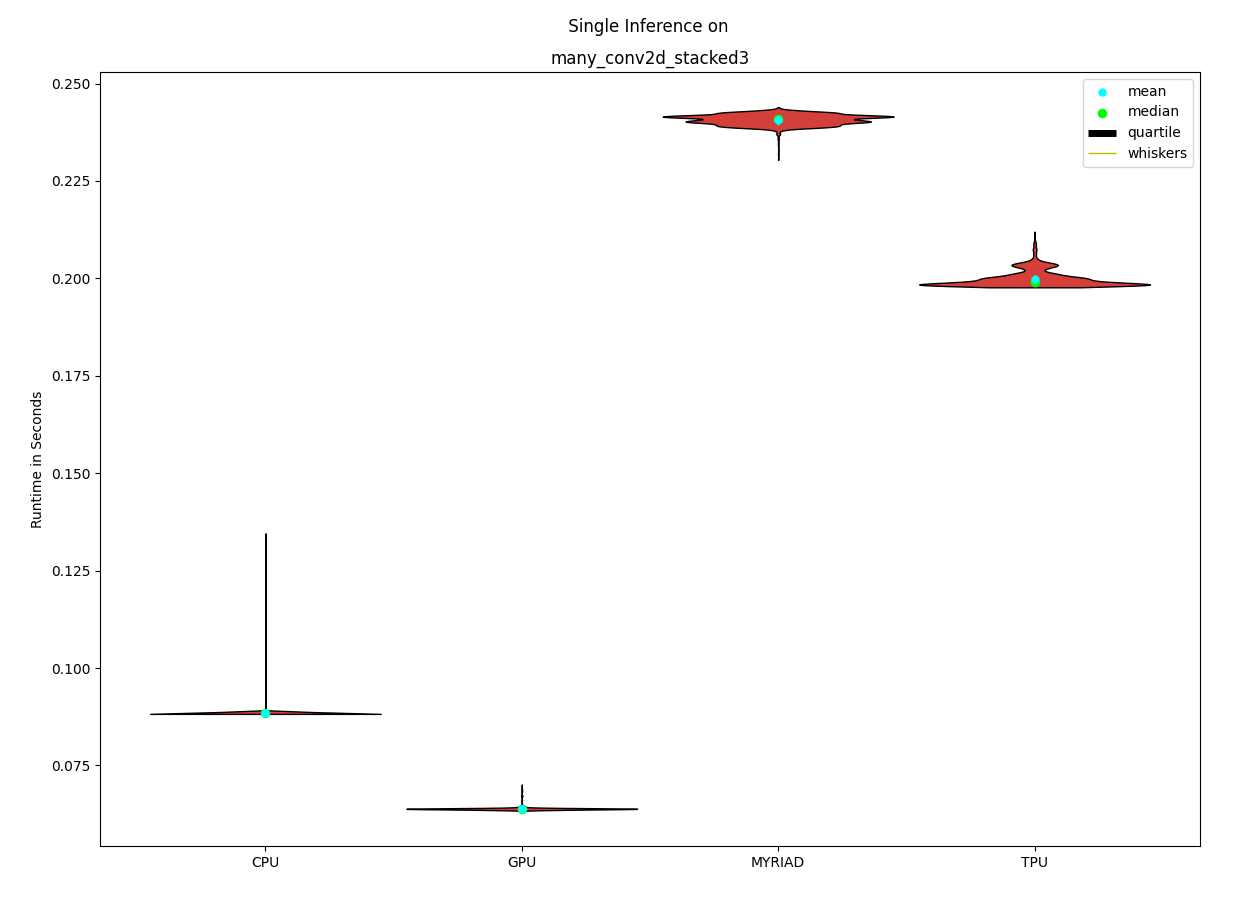 Single Inference on
many_conv2d_stacked3
0.250
0.225
0.200
0.175
0.150
0.125
0.100
0.075
Runtime in Seconds
mean
median
quartile
whiskers
CPU
GPU
MYRIAD
TPU